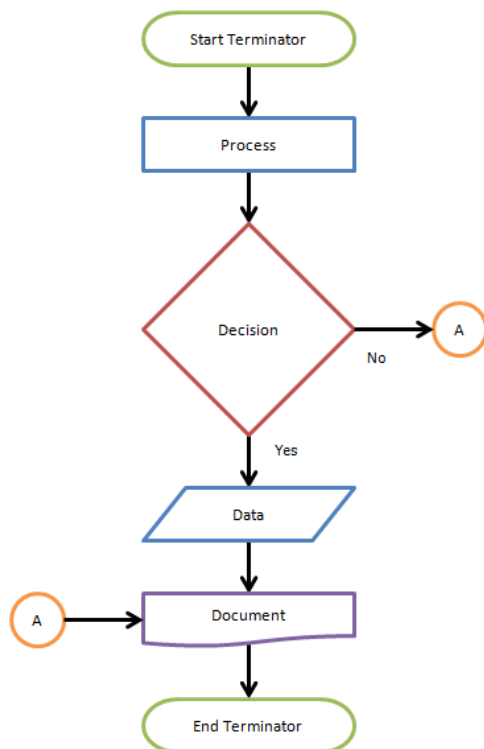 Start Terminator
Process
Decision
A
No
Yes
Data
A
Document
End Terminator